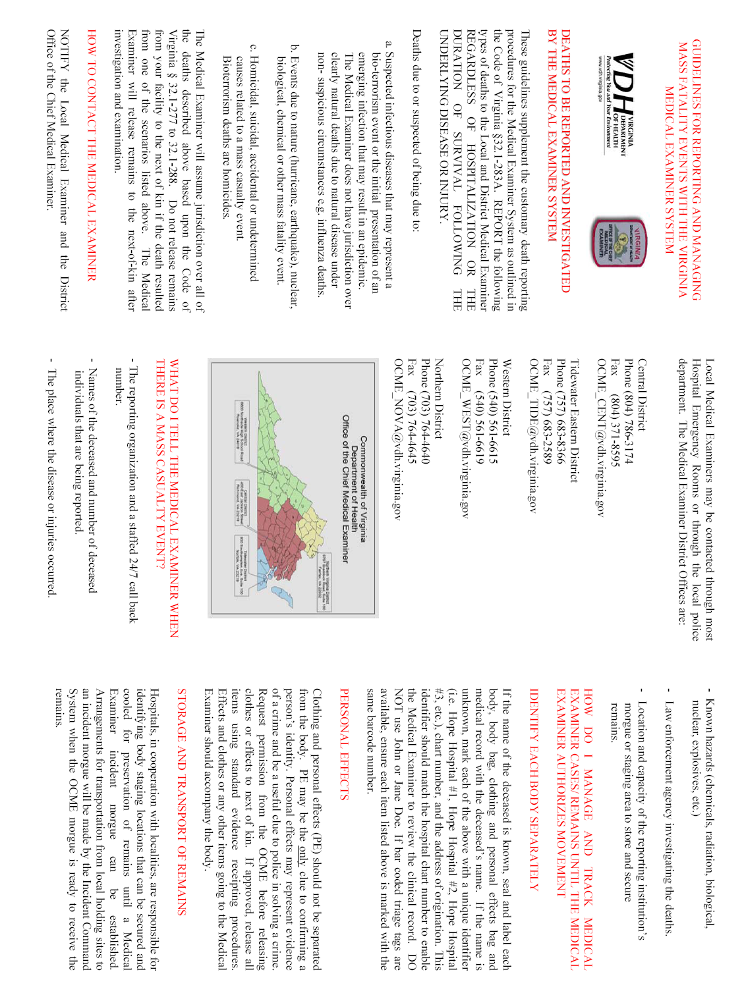 GUIDELINES FOR REPORTING AND MANAGING
MASS FATALITY EVENTS WITH THE VIRGINIA
MEDICAL EXAMINER SYSTEM
VDH VIRGINIA
DEPARTMENT
OF HEALTH
Protecting You and Your Environment
www.vdh.virginia.gov
VIRGINIA
DEPARTMENT OF HEALTH
OFFICE OF THE CHIEF
MEDICAL
EXAMINER
DEATHS TO BE REPORTED AND INVESTIGATED
BY THE MEDICAL EXAMINER SYSTEM
These guidelines supplement the customary death reporting
procedures for the Medical Examiner System as outlined in
the Code of Virginia §32.1-283A. REPORT the following
types of deaths to the Local and District Medical Examiner
REGARDLESS OF HOSPITALIZATION OR THE
DURATION OF SURVIVAL FOLLOWING THE
UNDERLYING DISEASE OR INJURY.
Deaths due to or suspected of being due to:
a. Suspected infectious diseases that may represent a
bio-terrorism event or the initial presentation of an
emerging infection that may result in an epidemic.
The Medical Examiner does not have jurisdiction over
clearly natural deaths due to natural disease under
non- suspicious circumstances e.g. influenza deaths.
b. Events due to nature (hurricane, earthquake), nuclear,
biological, chemical or other mass fatality event.
c. Homicidal, suicidal, accidental or undetermined
causes related to a mass casualty event.
Bioterrorism deaths are homicides.
The Medical Examiner will assume jurisdiction over all of
the deaths described above based upon the Code of
Virginia § 32.1-277 to 32.1-288. Do not release remains
from your facility to the next of kin if the death resulted
from one of the scenarios listed above. The Medical
Examiner will release remains to the next-of-kin after
investigation and examination.
HOW TO CONTACT THE MEDICAL EXAMINER
NOTIFY the Local Medical Examiner and the District
Office of the Chief Medical Examiner.
Local Medical Examiners may be contacted through most
Hospital Emergency Rooms or through the local police
department. The Medical Examiner District Offices are:
Central District
Phone (804) 786-3174
Fax (804) 371-8595
OCME_CENT@vdh.virginia.gov
Tidewater Eastern District
Phone (757) 683-8366
Fax (757) 683-2589
OCME_TIDE@vdh.virginia.gov
Western District
Phone (540) 561-6615
Fax (540) 561-6619
OCME_WEST@vdh.virginia.gov
Northern District
Phone (703) 764-4640
Fax (703) 764-4645
OCME_NOVA@vdh.virginia.gov
Commonwealth of Virginia
Department of Health
Office of the Chief Medical Examiner
Northern Virginia District
9797 Braddock Road, Suite 100
Fairfax, VA 22032
Western District
6600 Northside High School Road
Roanoke, VA 24019
Central District
400 East Jackson Street
Richmond, VA 23219
Tidewater District
830 Southampton Ave, Suite 100
Norfolk, VA
WHAT DO I TELL THE MEDICAL EXAMINER WHEN
THERE IS A MASS CASUALTY EVENT?
- The reporting organization and a staffed 24/7 call back
number.
- Names of the deceased and number of deceased
individuals that are being reported.
- The place where the disease or injuries occurred.
- Known hazards (chemicals, radiation, biological,
nuclear, explosives, etc.)
- Law enforcement agency investigating the deaths.
- Location and capacity of the reporting institution's
morgue or staging area to store and secure
remains.
HOW DO I MANAGE AND TRACK MEDICAL
EXAMINER CASES/ REMAINS UNTIL THE MEDICAL
EXAMINER AUTHORIZES MOVEMENT
IDENTIFY EACH BODY SEPARATELY
If the name of the deceased is known, seal and label each
body, body bag, clothing and personal effects bag and
medical record with the deceased's name. If the name is
unknown, mark each of the above with a unique identifier
(i.e. Hope Hospital #1, Hope Hospital #2, Hope Hospital
#3, etc.), chart number, and the address of origination. This
identifier should match the hospital chart number to enable
the Medical Examiner to review the clinical record. DO
NOT use John or Jane Doe. If bar coded triage tags are
available, ensure each item listed above is marked with the
same barcode number.
PERSONAL EFFECTS
Clothing and personal effects (PE) should not be separated
from the body. PE may be the only clue to confirming a
person's identity. Personal effects may represent evidence
of a crime and be a useful clue to police in solving a crime.
Request permission from the OCME before releasing
clothes or effects to next of kin. If approved, release all
items using standard evidence receipting procedures.
Effects and clothes or any other items going to the Medical
Examiner should accompany the body.
STORAGE AND TRANSPORT OF REMAINS
Hospitals, in cooperation with localities, are responsible for
identifying body staging locations that can be secured and
cooled for preservation of remains until a Medical
Examiner incident morgue can be established.
Arrangements for transportation from local holding sites to
an incident morgue will be made by the Incident Command
System when the OCME morgue is ready to receive the
remains.